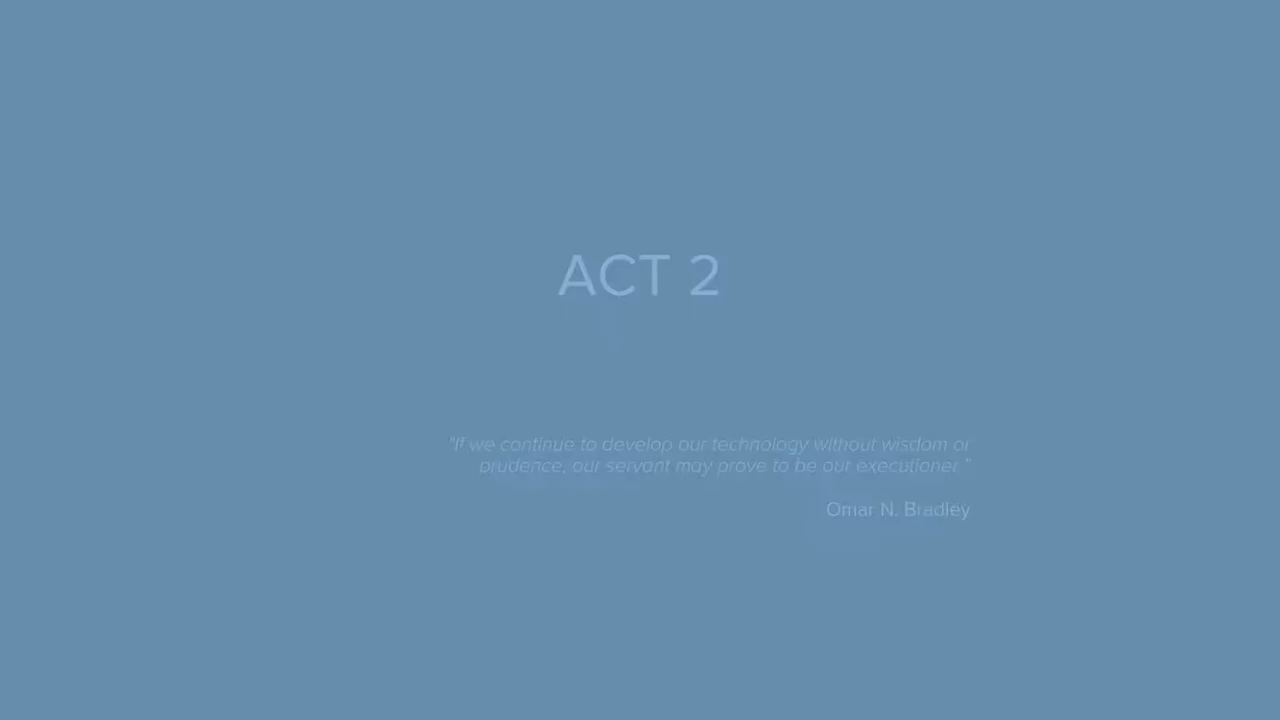 ACT 2
"If we continue to develop our technology without wisdom or
prudence, our servant may prove to be our executioner."
Omar N. Bradley